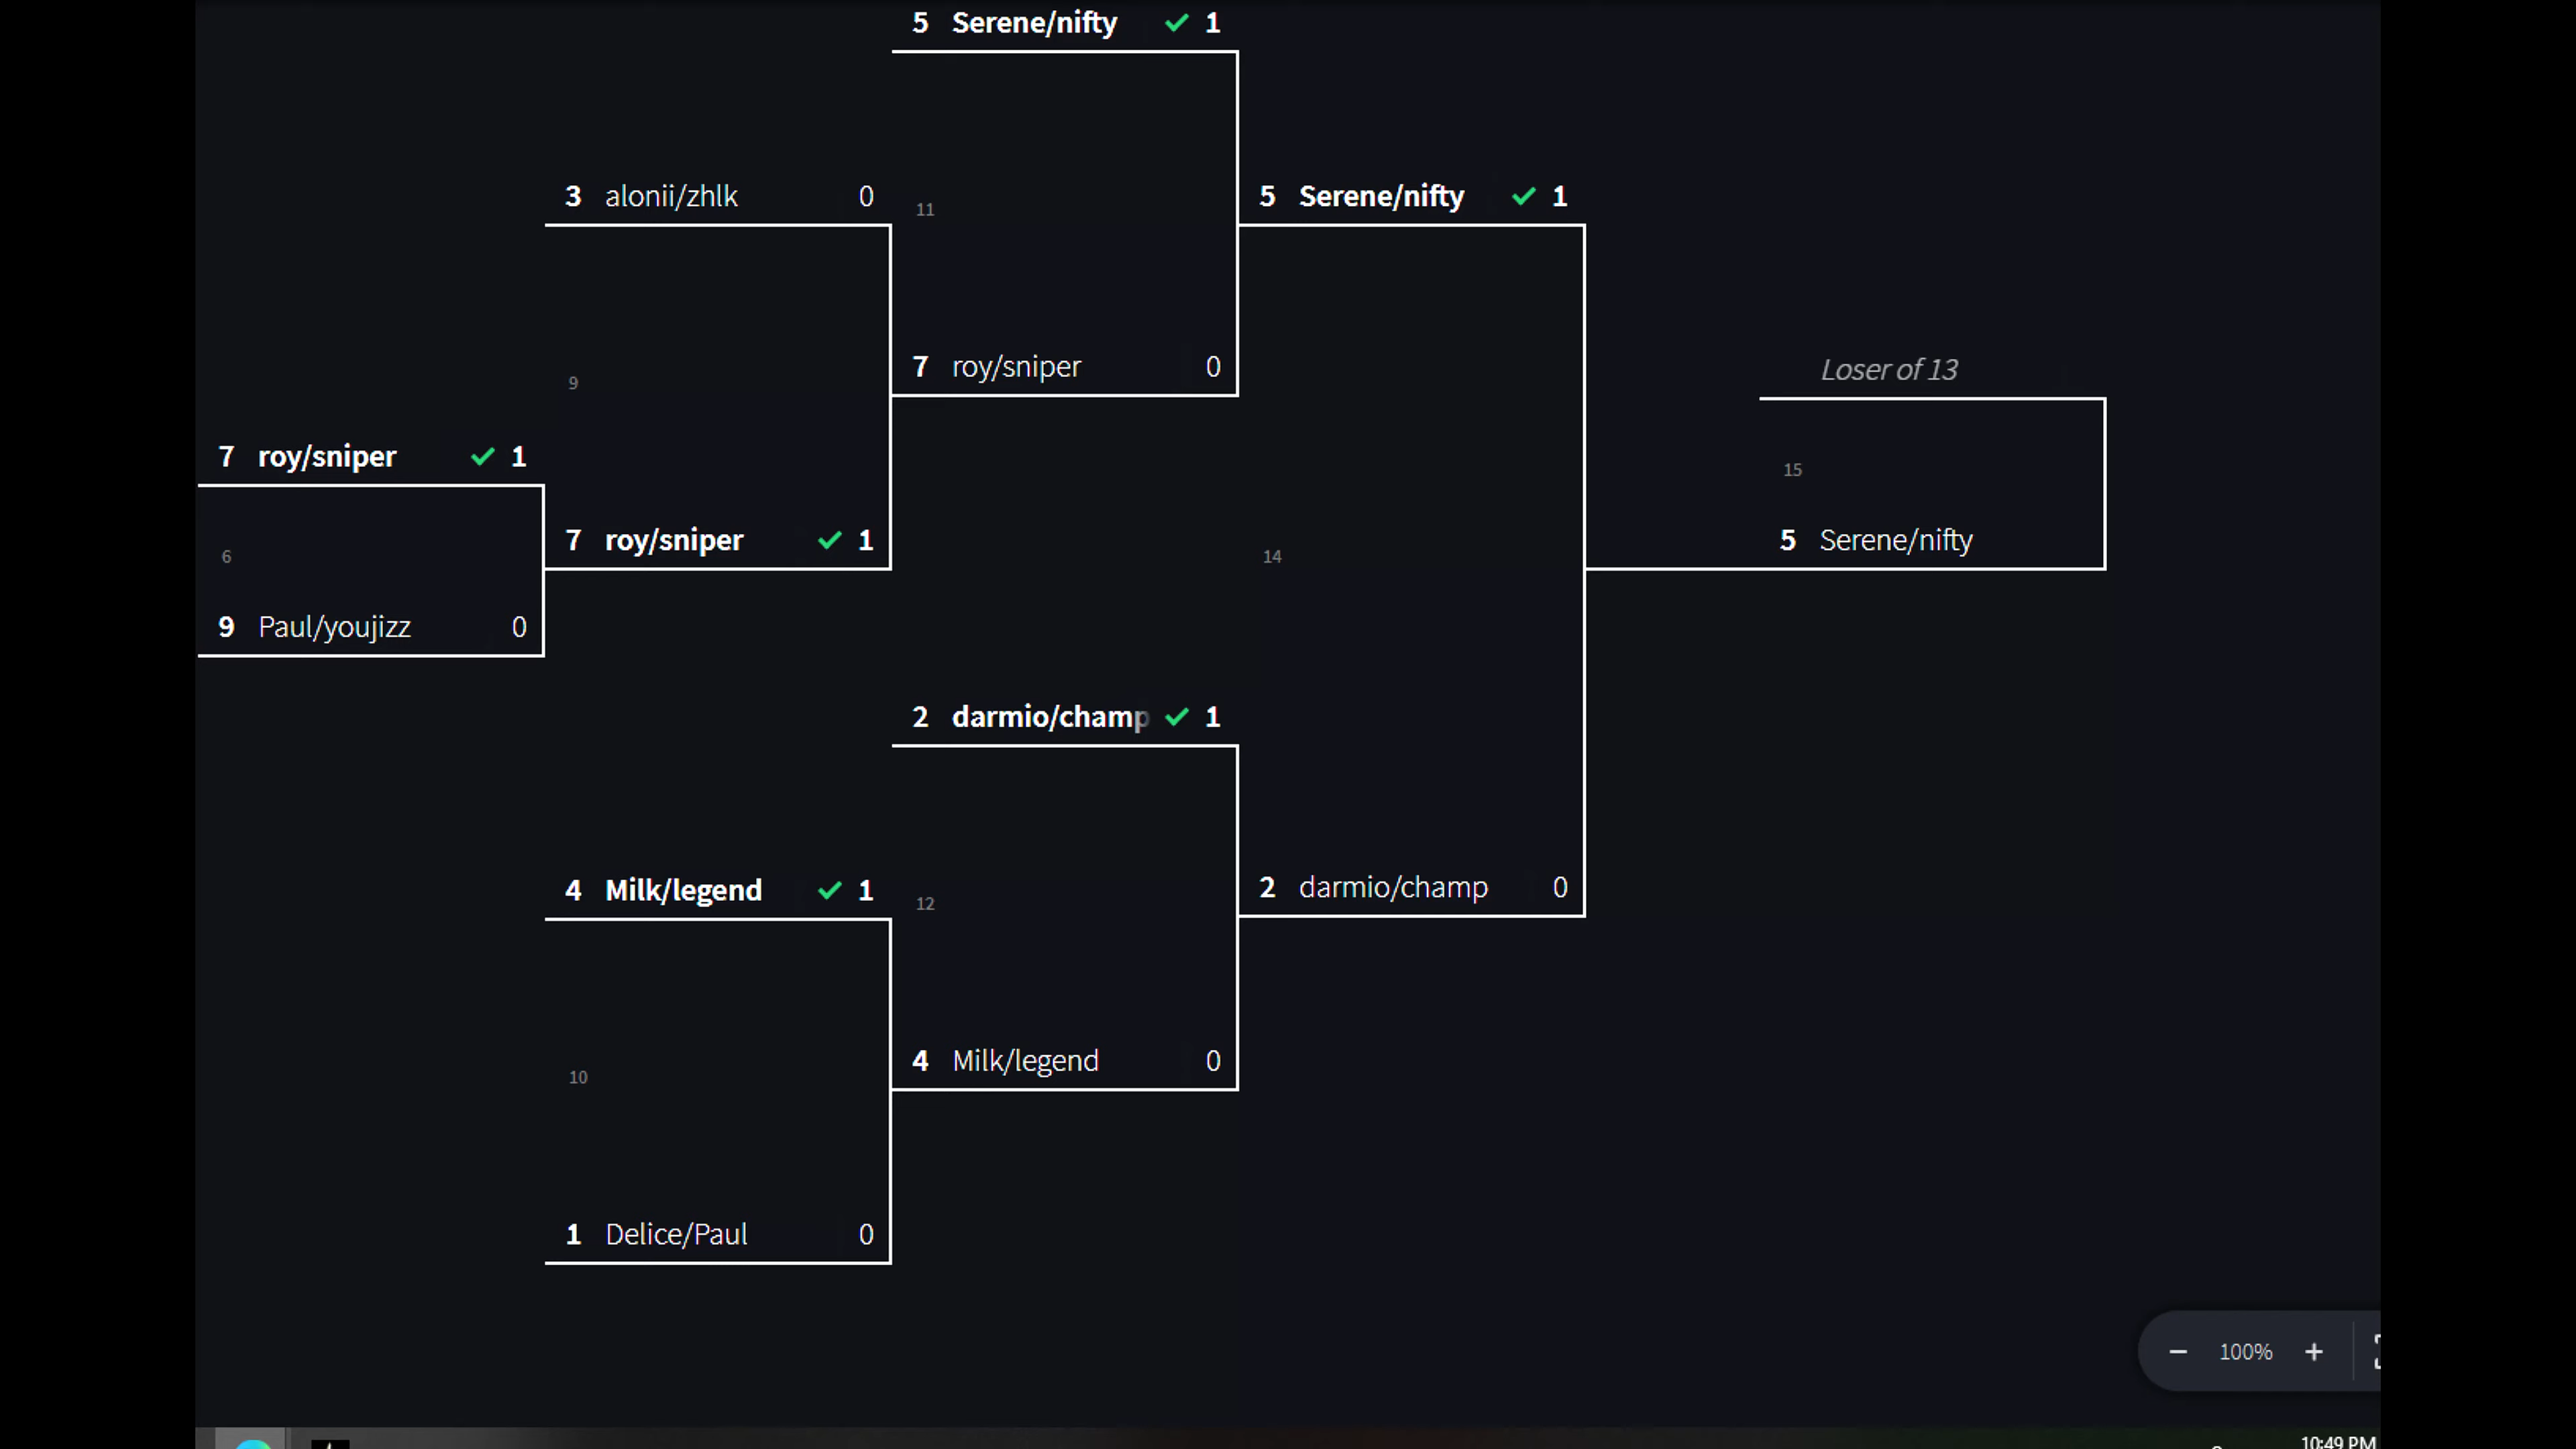 5 Serene/nifty 1
3 alonii/zhlk 0
11
5 Serene/nifty 1
7 roy/sniper 0
Loser of 13
9
7 roy/sniper 1
15
7 roy/sniper 1
5 Serene/nifty
6
14
9 Paul/youjizz 0
2 darmio/champ 1
4 Milk/legend 1
2 darmio/champ 0
12
4 Milk/legend 0
10
1 Delice/Paul 0
100%
10:49 PM